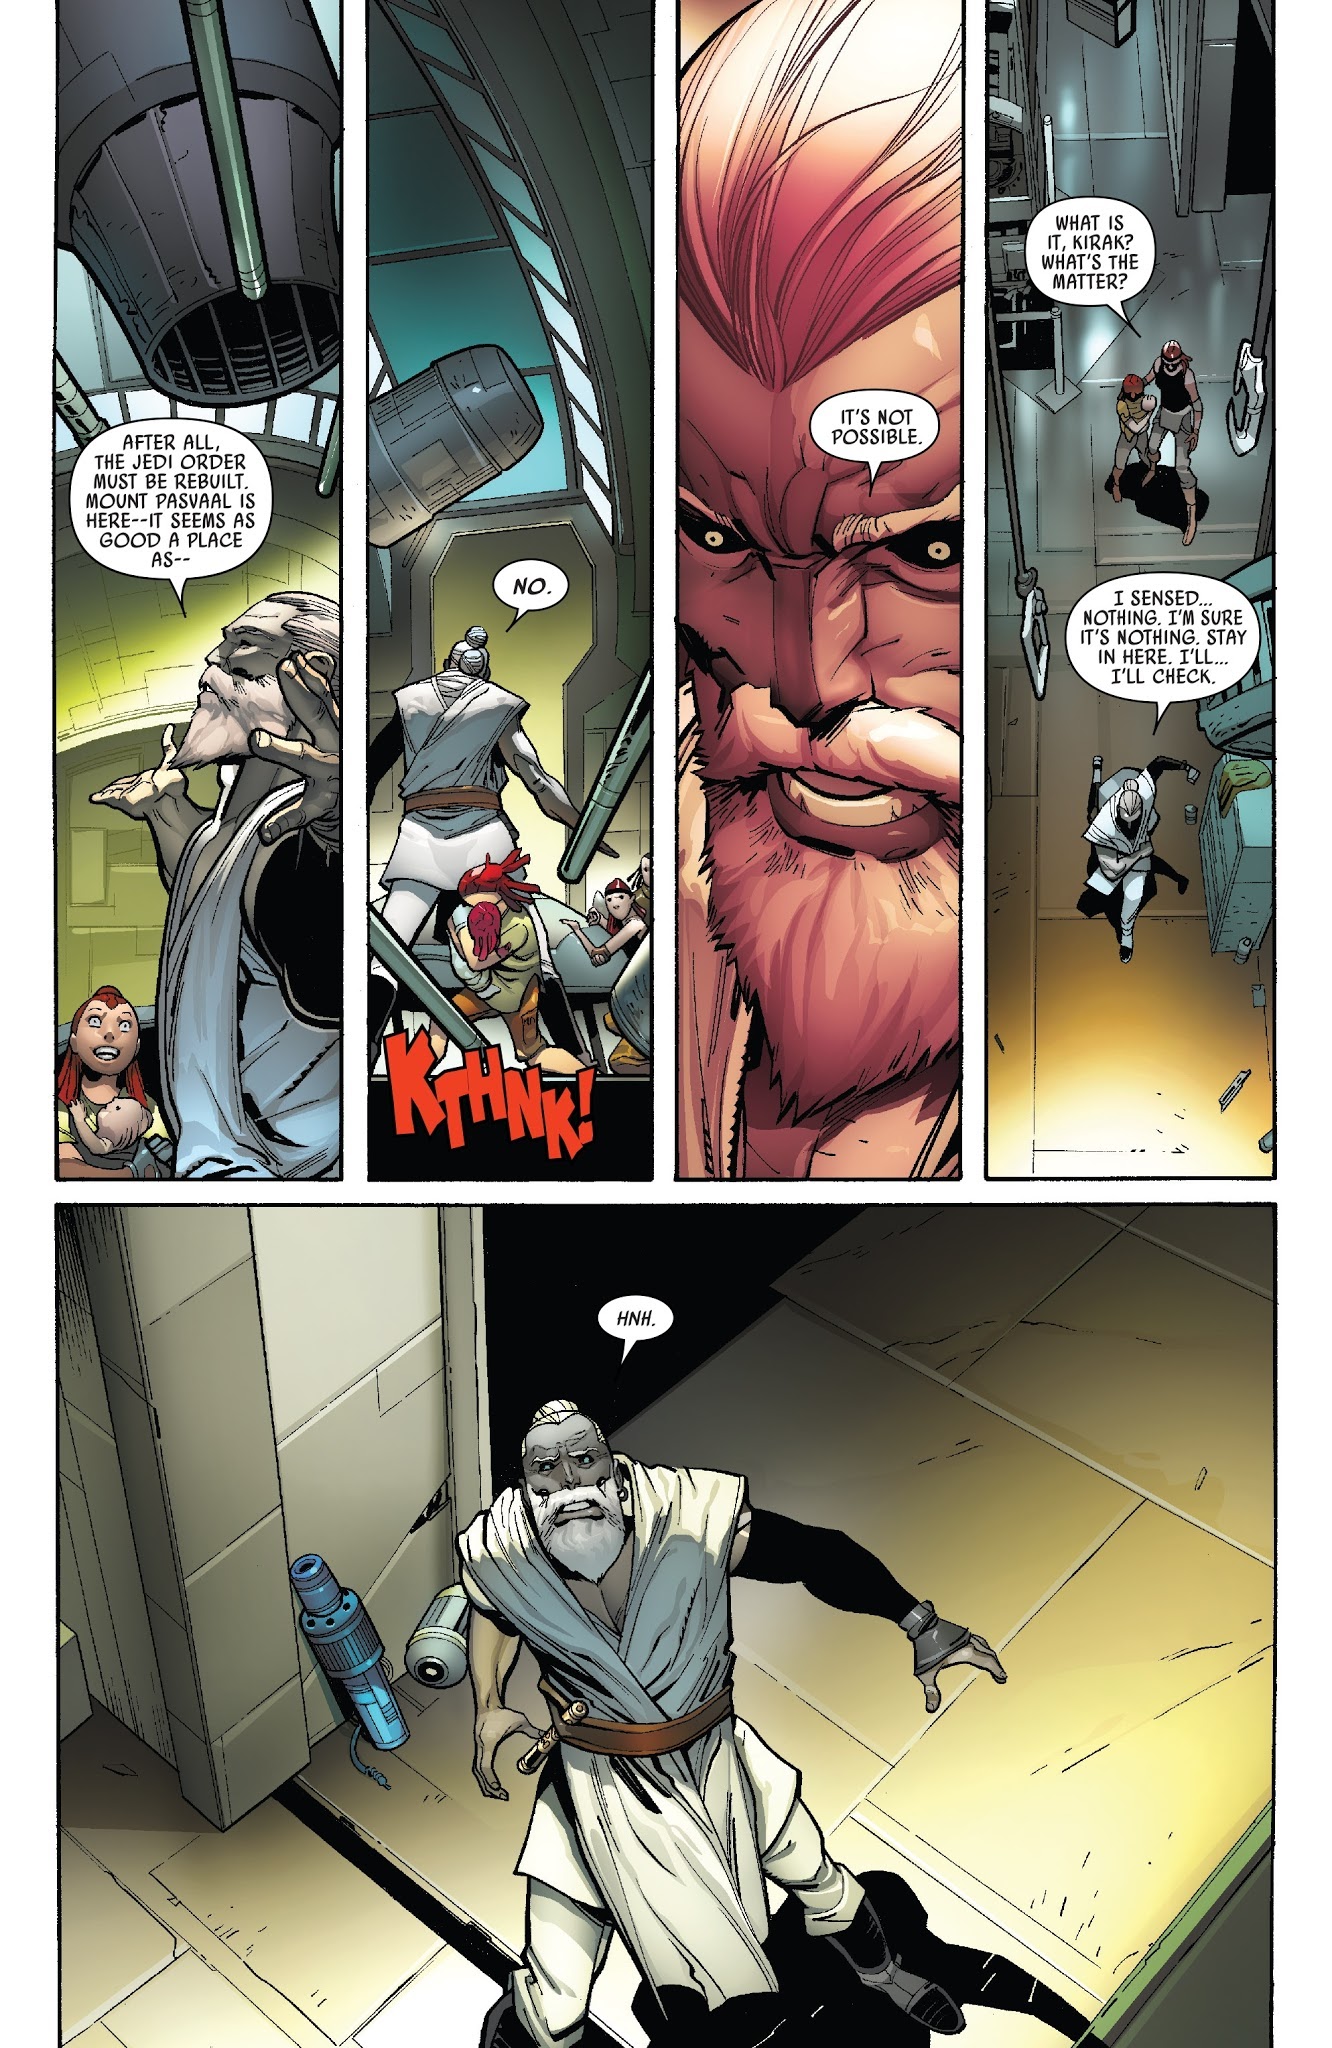 AFTER ALL,
THE JEDI ORDER
MUST BE REBUILT.
MOUNT PASVAAL IS
HERE--IT SEEMS AS
GOOD A PLACE
AS--
NO.
KTHNK!
IT'S NOT
POSSIBLE.
WHAT IS
IT, KIRAK?
WHAT'S THE
MATTER?
I SENSED...
NOTHING. I'M SURE
IT'S NOTHING. STAY
IN HERE. I'LL...
I'LL CHECK.
HNH.